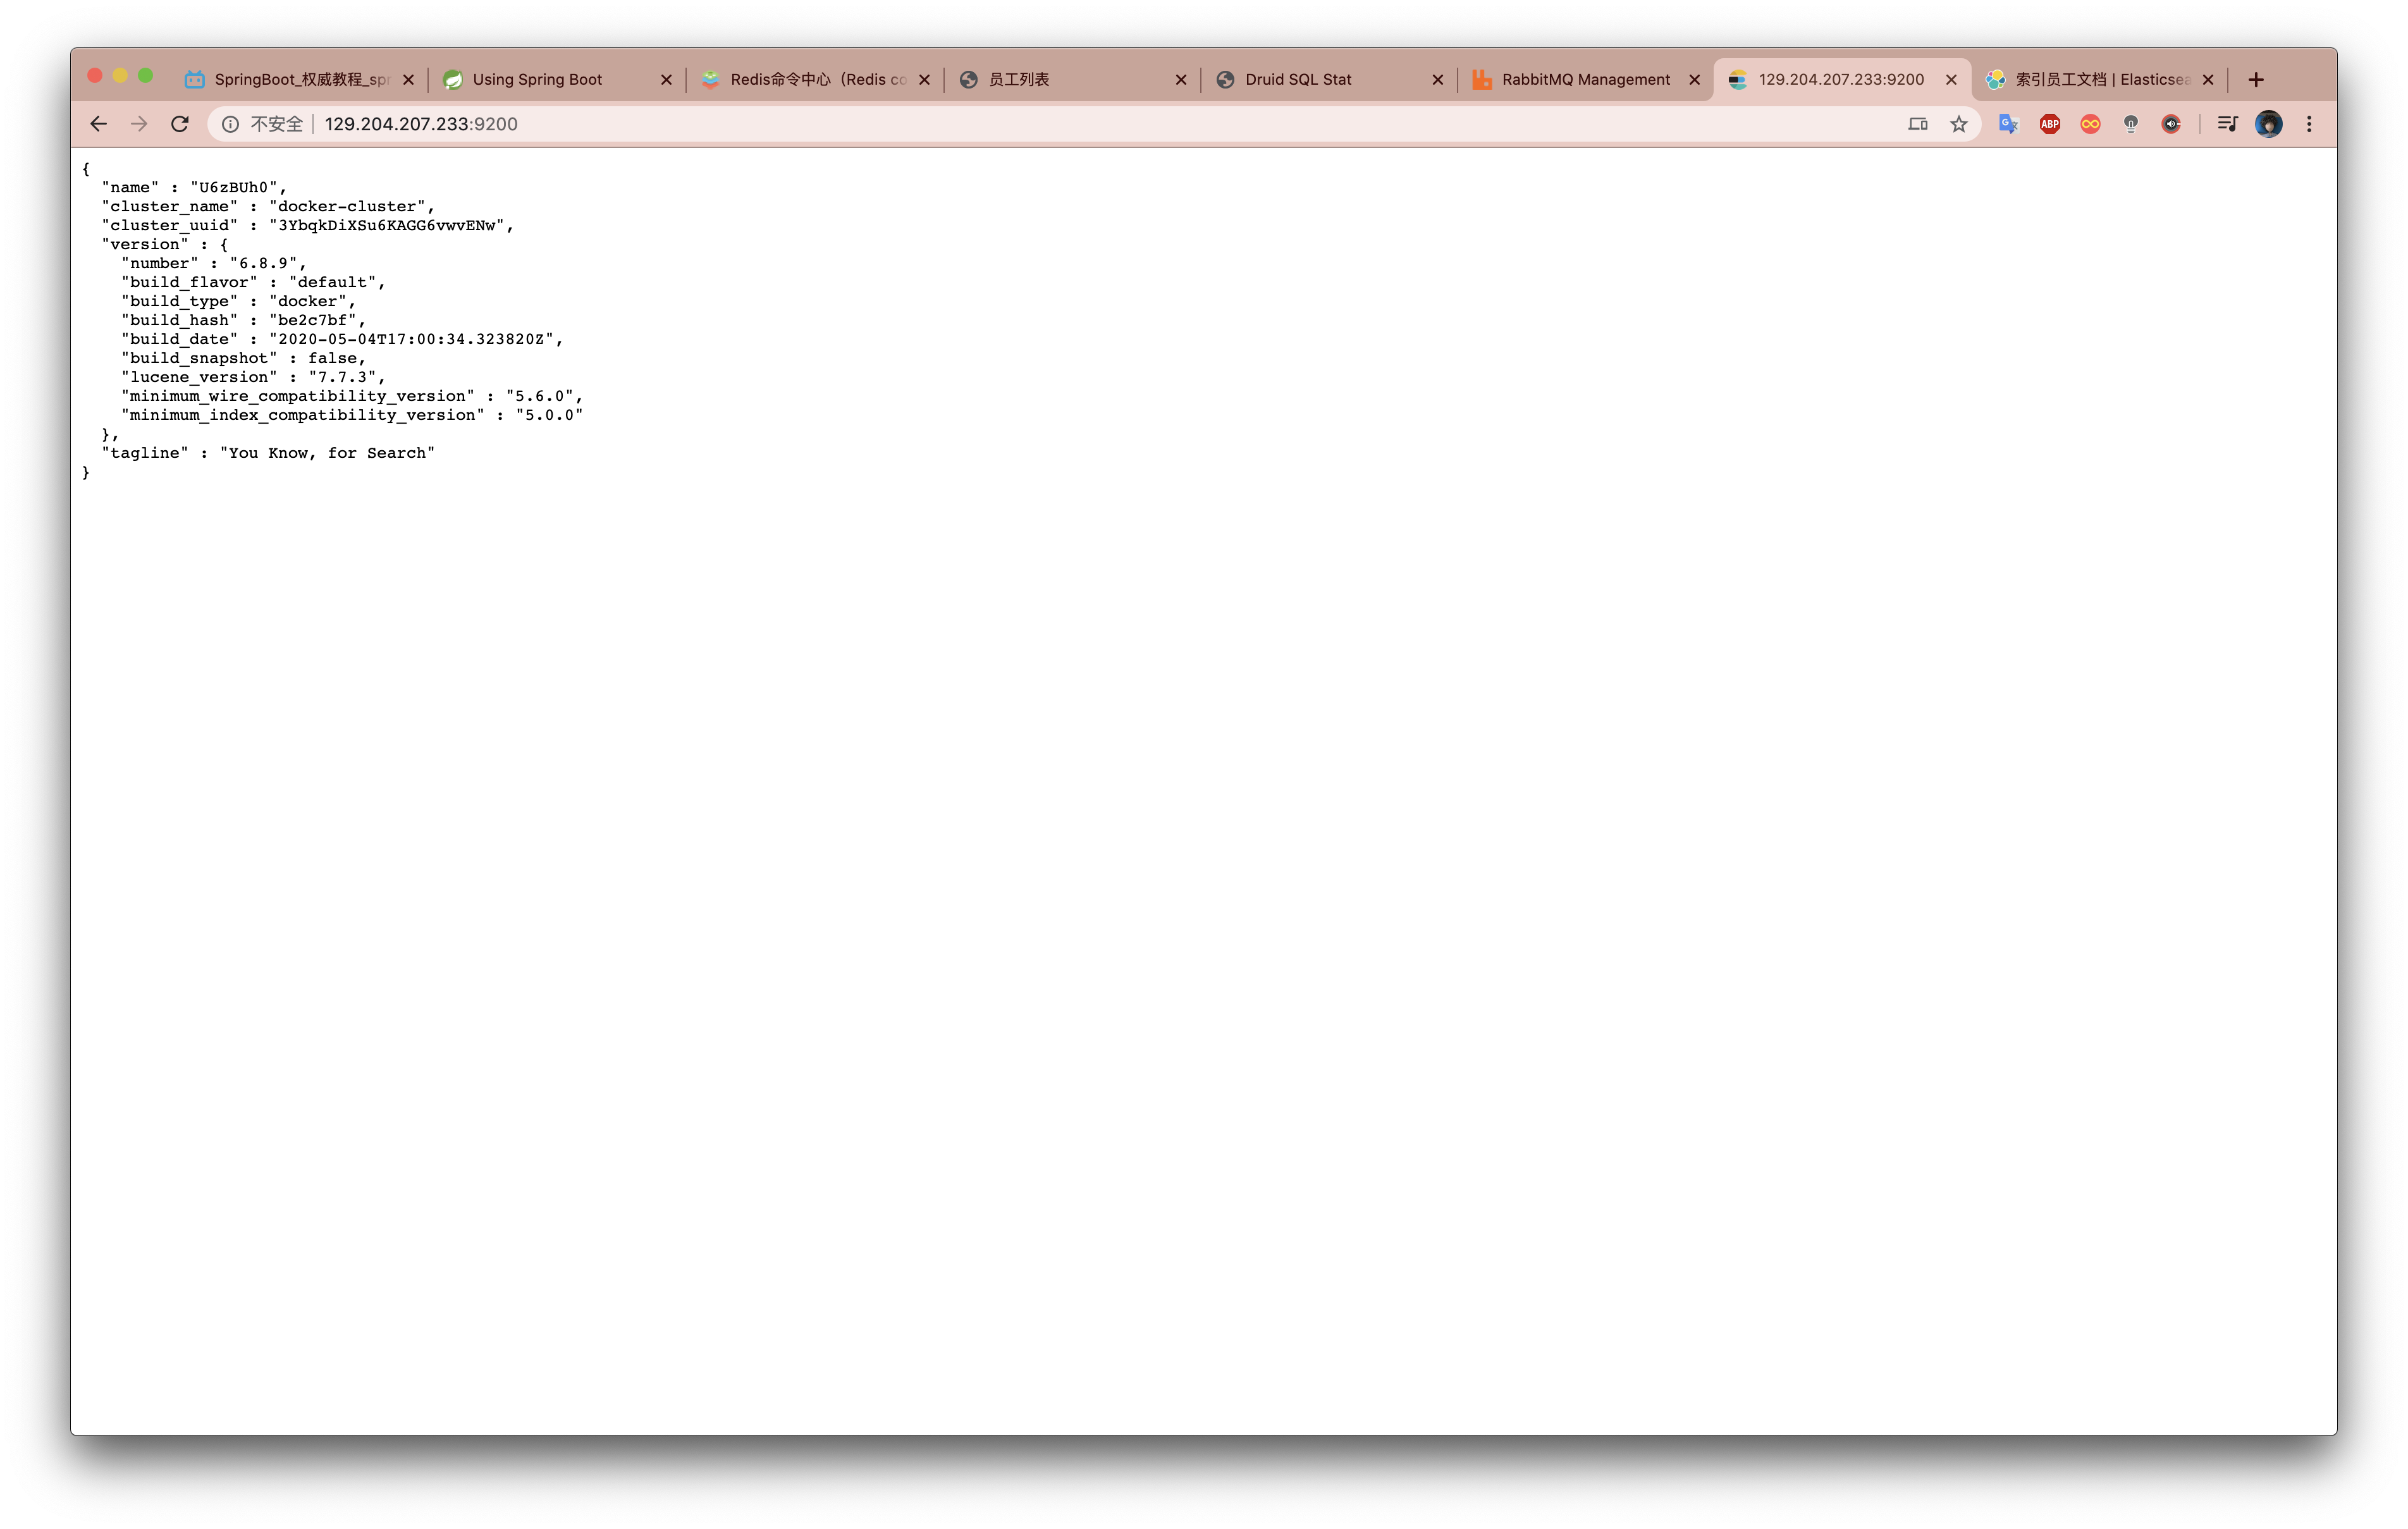 SpringBoot_权威教程_spr
Using Spring Boot
Redis命令中心（Redis co
员工列表
Druid SQL Stat
RabbitMQ Management
129.204.207.233:9200
索引员工文档 | Elasticsea
不安全
129.204.207.233:9200
ABP
{
  "name" : "U6zBUh0",
  "cluster_name" : "docker-cluster",
  "cluster_uuid" : "3YbqkDiXSu6KAGG6vwvENw",
  "version" : {
    "number" : "6.8.9",
    "build_flavor" : "default",
    "build_type" : "docker",
    "build_hash" : "be2c7bf",
    "build_date" : "2020-05-04T17:00:34.323820Z",
    "build_snapshot" : false,
    "lucene_version" : "7.7.3",
    "minimum_wire_compatibility_version" : "5.6.0",
    "minimum_index_compatibility_version" : "5.0.0"
  },
  "tagline" : "You Know, for Search"
}